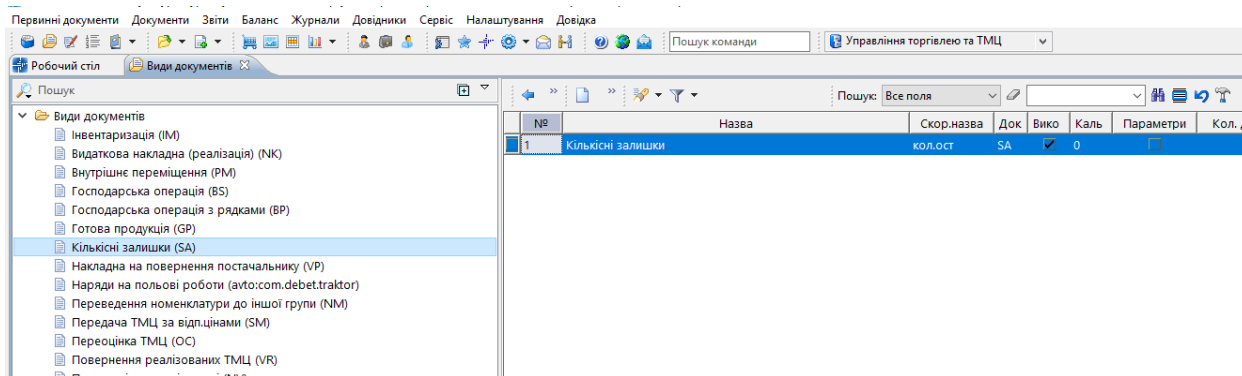 Первинні документи Документи Звіти Баланс Журнали Довідники Сервіс Налаштування Довідка
Пошук команди Управління торгівлею та ТМЦ
Робочий стіл Види документів
Пошук Пошук: Все поля
Види документів № Назва Скор.назва Док Вико Каль Параметри Кол.
Інвентаризація (IM) 1 Кількісні залишки кол.ост SA 0
Видаткова накладна (реалізація) (NK)
Внутрішнє переміщення (PM)
Господарська операція (BS)
Господарська операція з рядками (BP)
Готова продукція (GP)
Кількісні залишки (SA)
Накладна на повернення постачальнику (VP)
Наряди на польові роботи (avto:com.debet.traktor)
Переведення номенклатури до іншої групи (NM)
Передача ТМЦ за відп.цінами (SM)
Переоцінка ТМЦ (OC)
Повернення реалізованих ТМЦ (VR)